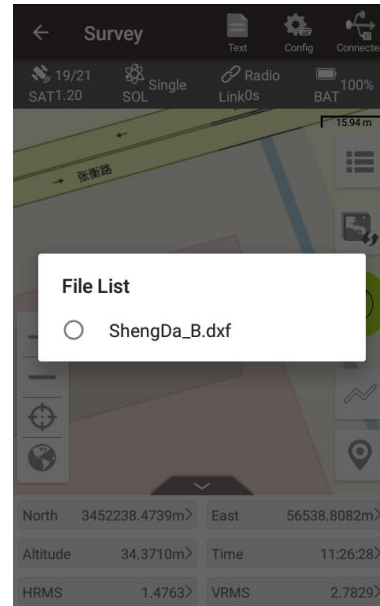 Survey
Text
Config
Connecte
19/21
SAT1.20
Single
SOL
Radio
Link0s
100%
BAT
15.94 m
张衡路
File List
ShengDa_B.dxf
North 3452238.4739m>
East 56538.8082m>
Altitude 34.3710m>
Time 11:26:28>
HRMS 1.4763>
VRMS 2.7829>